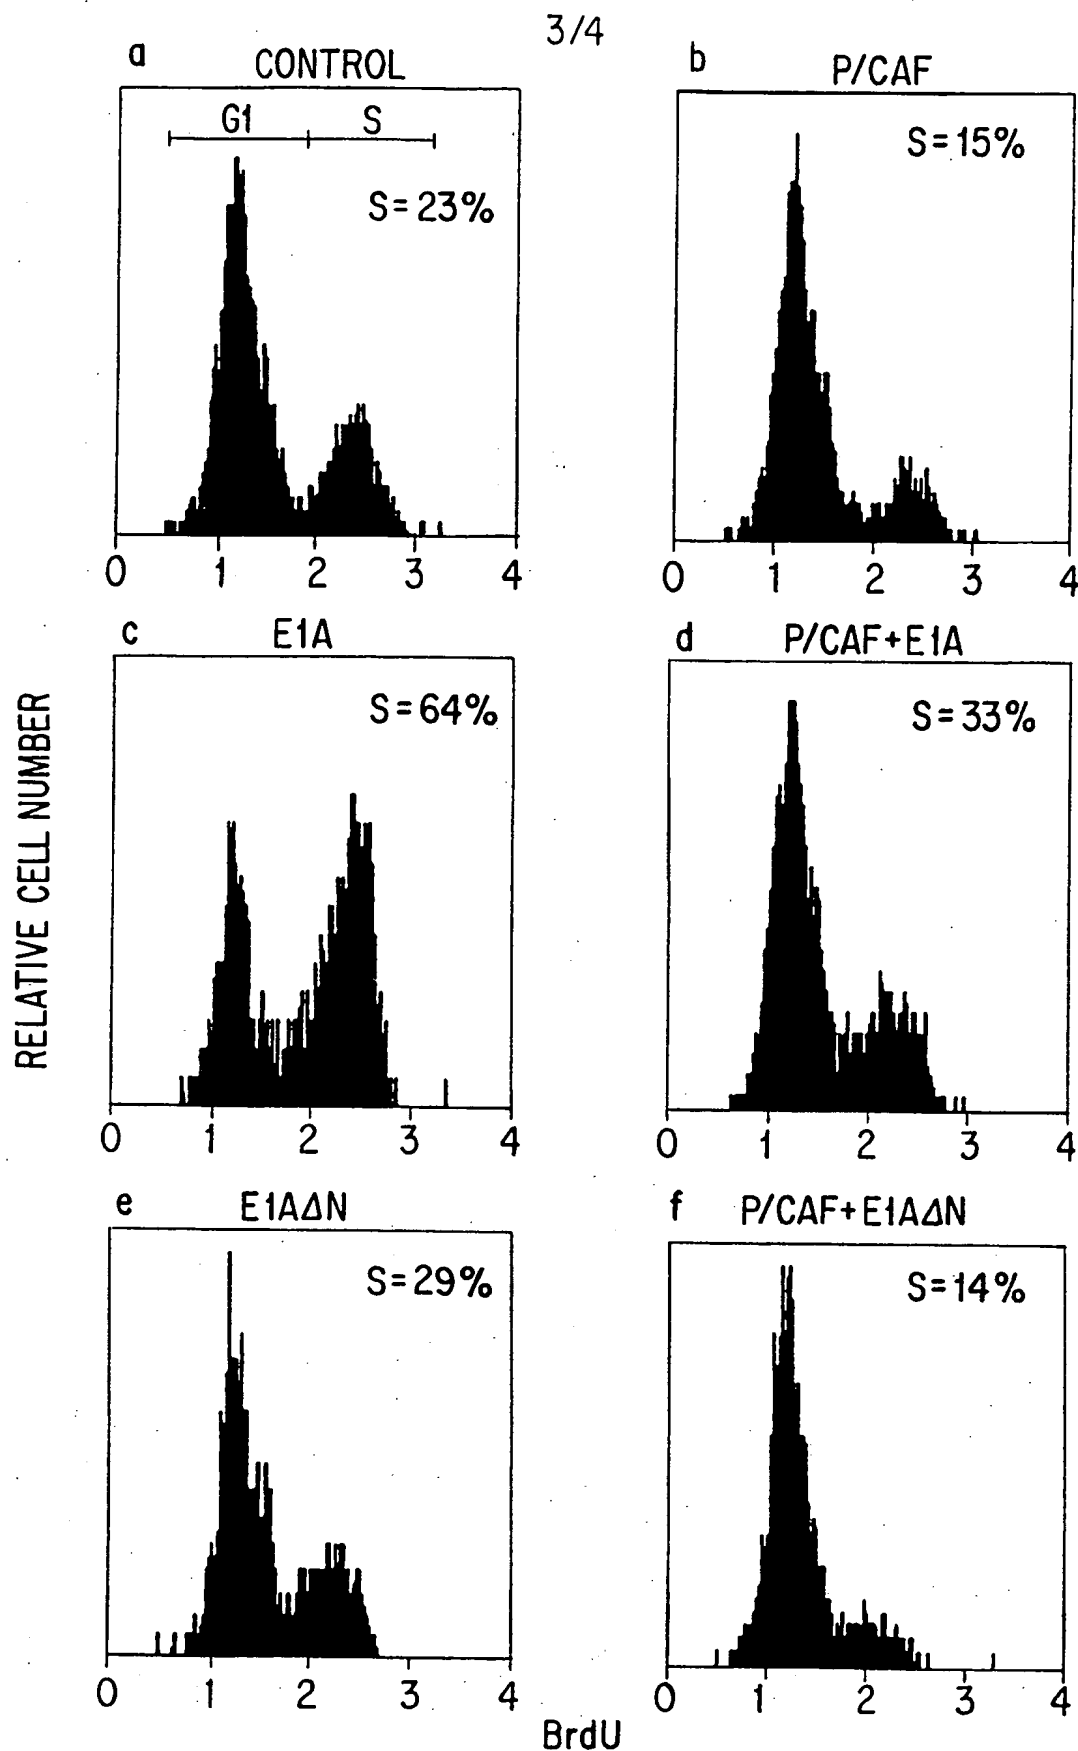 3/4
a CONTROL
G1 S
S=23%
0 1 2 3 4
b P/CAF
S=15%
0 1 2 3 4
RELATIVE CELL NUMBER
c E1A
S=64%
0 1 2 3 4
d P/CAF+E1A
S=33%
0 1 2 3 4
e E1AΔN
S=29%
0 1 2 3 4
f P/CAF+E1AΔN
S=14%
0 1 2 3 4
BrdU